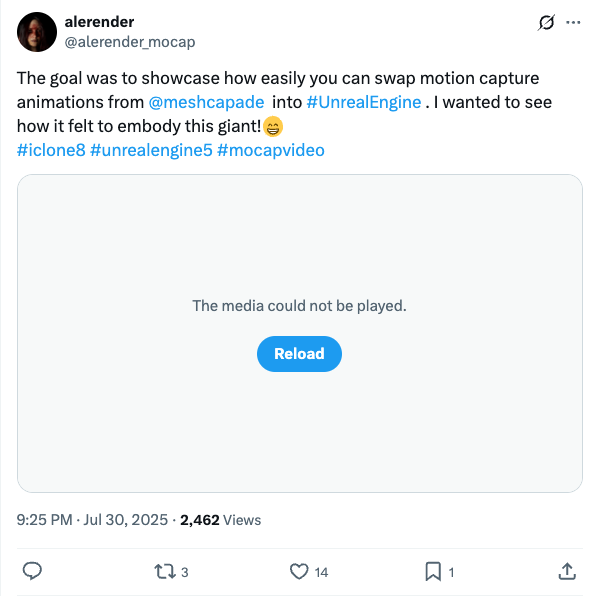 alerender
@alerender_mocap
The goal was to showcase how easily you can swap motion capture
animations from @meshcapade into #UnrealEngine . I wanted to see
how it felt to embody this giant!😁
#iclone8 #unrealengine5 #mocapvideo
The media could not be played.
Reload
9:25 PM · Jul 30, 2025 · 2,462 Views
3 14 1